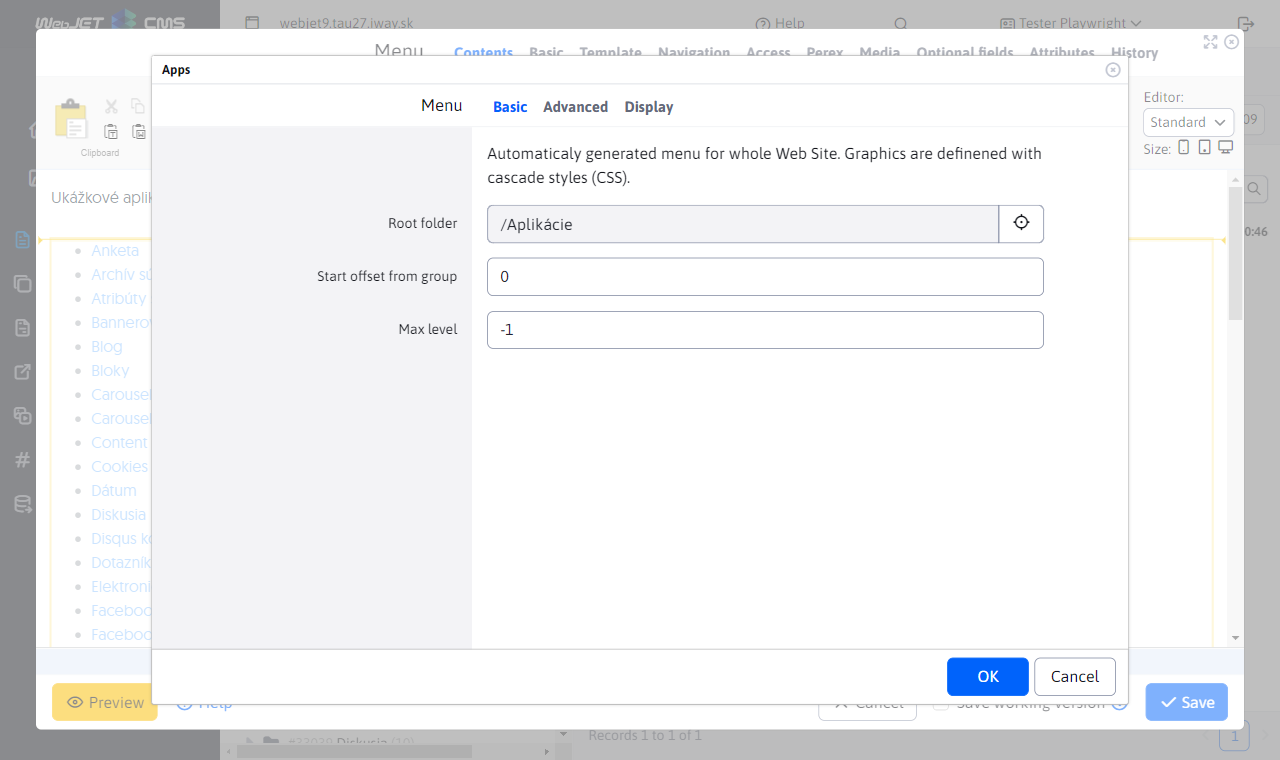 WebJET CMS
webjet9.tau27.iway.sk
Help
Tester Playwright
Menu
Contents Basic Template Navigation Access Perex Media Optional fields Attributes History
Apps
Menu Basic Advanced Display
Clipboard
Editor:
Standard
Size:
09
Automaticaly generated menu for whole Web Site. Graphics are definened with
cascade styles (CSS).
Root folder /Aplikácie
Start offset from group 0
Max level -1
Ukážkové aplik
0:46
Anketa
Archív sú
Atribúty
Bannerov
Blog
Bloky
Carousel
Carousel
Content
Cookies
Dátum
Diskusia
Disqus k
Dotazník
Elektroni
Faceboo
Faceboo
OK Cancel
Preview Help Cancel Save working version Save
Diskusia (10)
Records 1 to 1 of 1
1